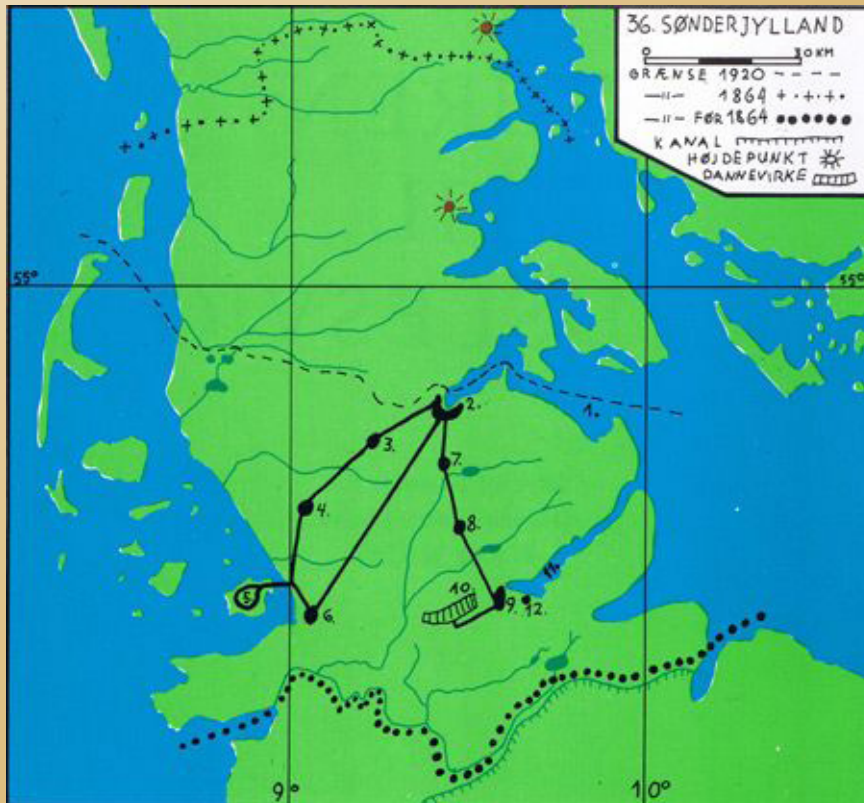 36. SØNDERJYLLAND
0 30 KM
GRÆNSE 1920
—॥— 1864
—॥— FØR 1864
KANAL
HØJDEPUNKT
DANNEVIRKE
55° 55°
1.
2.
3.
4.
5.
6.
7.
8.
9.
10
11.
12.
9° 10°